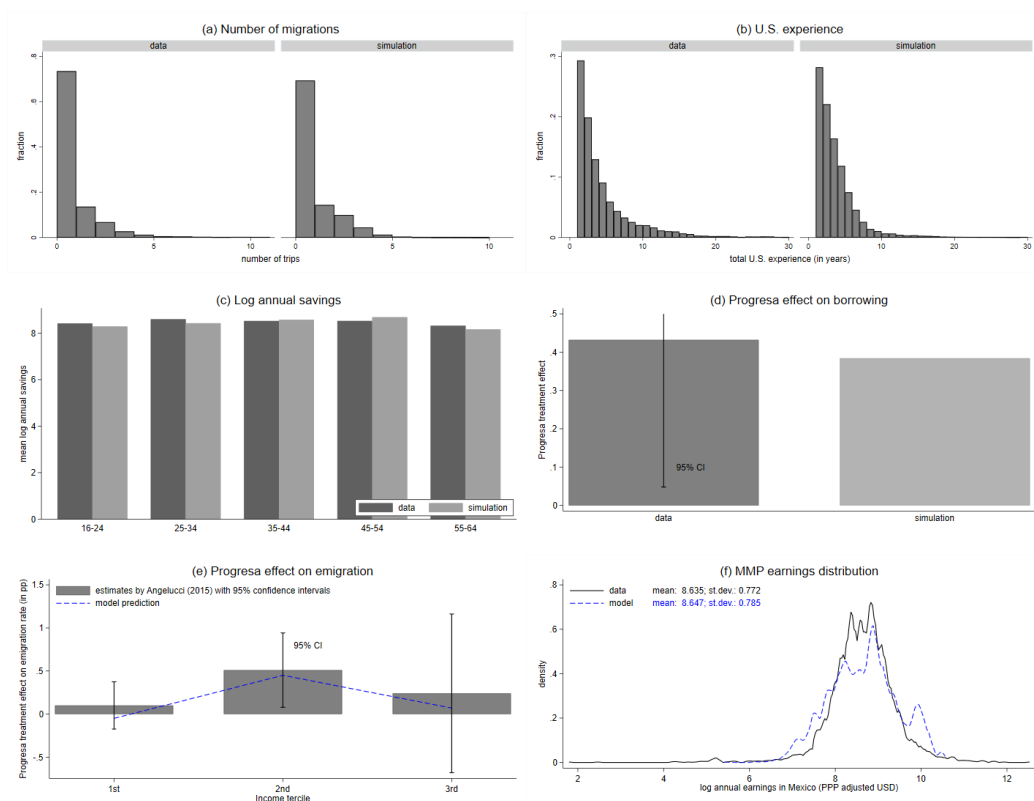 (a) Number of migrations
data simulation
fraction
.8
.6
.4
.2
0
0 5 10 0 5 10
number of trips
(b) U.S. experience
data simulation
fraction
.3
.2
.1
0
0 10 20 30 0 10 20 30
total U.S. experience (in years)
(c) Log annual savings
mean log annual savings
8
6
4
2
0
data simulation
16-24 25-34 35-44 45-54 55-64
(d) Progresa effect on borrowing
Progresa treatment effect
.5
.4
.3
.2
.1
0
95% CI
data simulation
(e) Progresa effect on emigration
Progresa treatment effect on emigration rate (in pp)
1.5
1
.5
0
-.5
estimates by Angelucci (2015) with 95% confidence intervals
model prediction
95% CI
1st 2nd 3rd
Income tercile
(f) MMP earnings distribution
data mean: 8.635; st.dev.: 0.772
model mean: 8.647; st.dev.: 0.785
density
.8
.6
.4
.2
0
2 4 6 8 10 12
log annual earnings in Mexico (PPP adjusted USD)